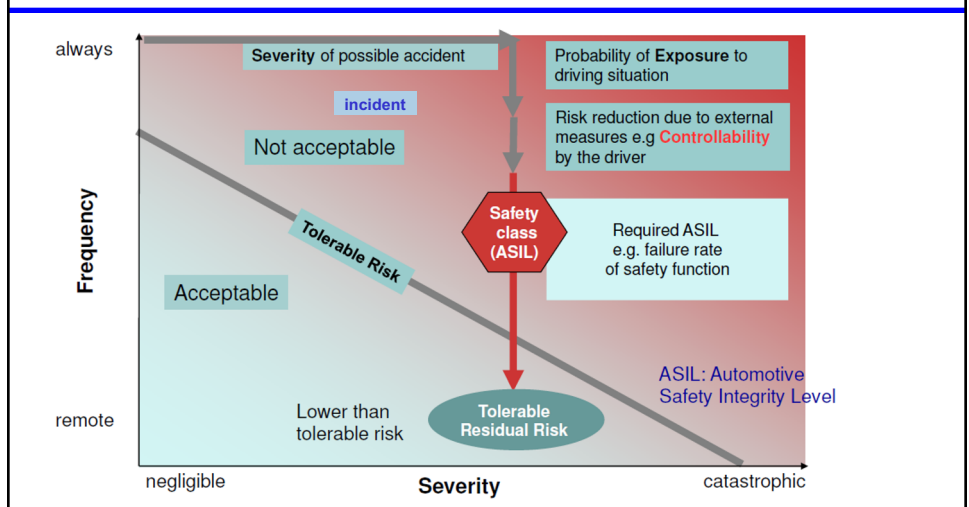 always
Severity of possible accident
Probability of Exposure to
driving situation
incident
Risk reduction due to external
measures e.g Controllability
by the driver
Not acceptable
Frequency
Safety
class
(ASIL)
Required ASIL
e.g. failure rate
of safety function
Tolerable Risk
Acceptable
ASIL: Automotive
Safety Integrity Level
remote
Lower than
tolerable risk
Tolerable
Residual Risk
negligible
Severity
catastrophic